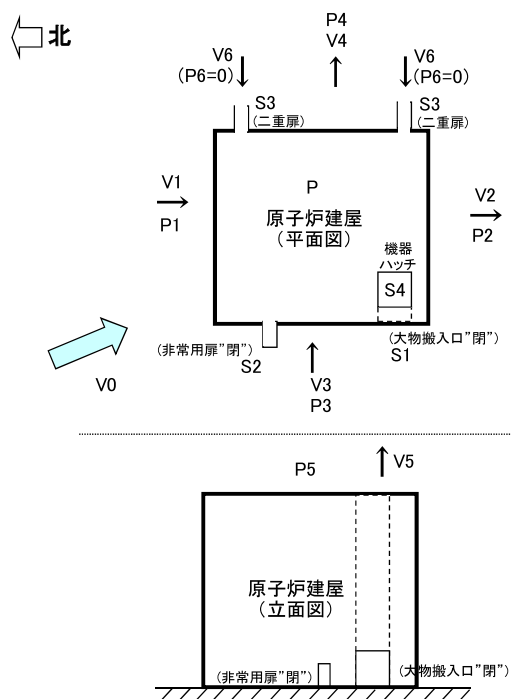 北
P4
V4
V6
(P6=0)
V6
(P6=0)
S3
(二重扉)
S3
(二重扉)
V1
P1
P
原子炉建屋
(平面図)
V2
P2
機器
ハッチ
S4
(非常用扉"閉")
S2
(大物搬入口"閉")
S1
V0
V3
P3
P5
V5
原子炉建屋
(立面図)
(非常用扉"閉")
(大物搬入口"閉")